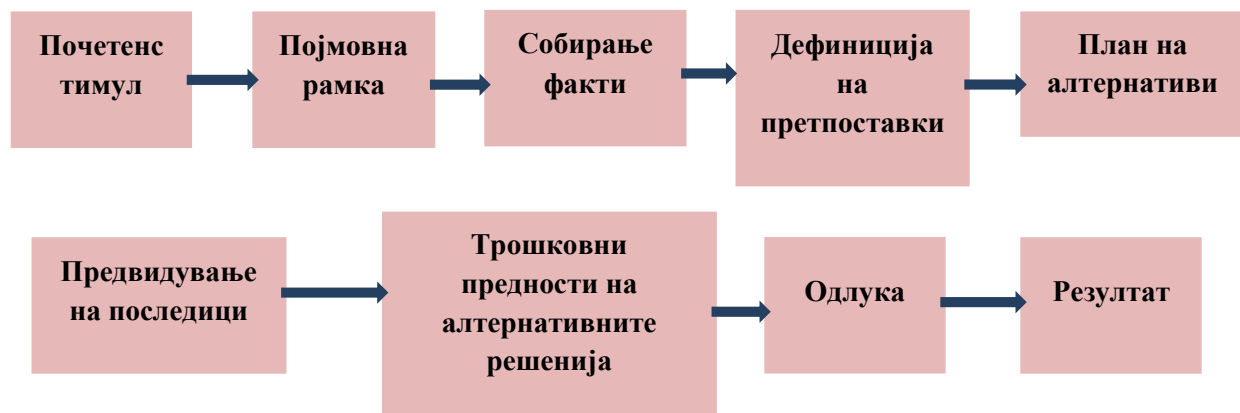 Почетенс
тимул
Појмовна
рамка
Собирање
факти
Дефиниција
на
претпоставки
План на
алтернативи
Предвидување
на последици
Трошковни
предности на
алтернативните
решенија
Одлука
Резултат